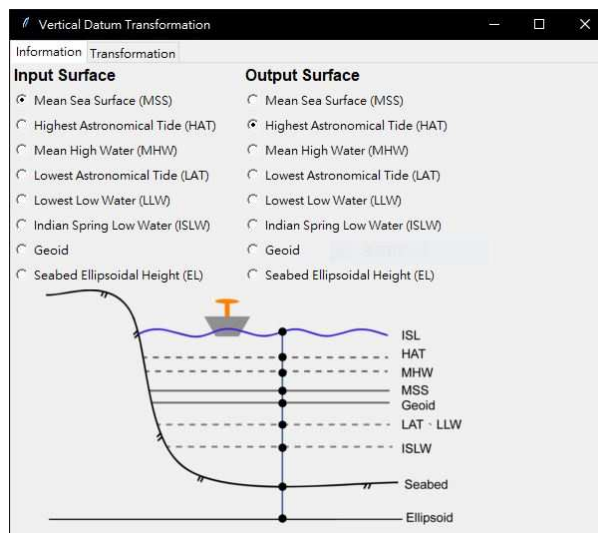 Vertical Datum Transformation
Information Transformation
Input Surface Output Surface
Mean Sea Surface (MSS) Mean Sea Surface (MSS)
Highest Astronomical Tide (HAT) Highest Astronomical Tide (HAT)
Mean High Water (MHW) Mean High Water (MHW)
Lowest Astronomical Tide (LAT) Lowest Astronomical Tide (LAT)
Lowest Low Water (LLW) Lowest Low Water (LLW)
Indian Spring Low Water (ISLW) Indian Spring Low Water (ISLW)
Geoid Geoid
Seabed Ellipsoidal Height (EL) Seabed Ellipsoidal Height (EL)
ISL
HAT
MHW
MSS
Geoid
LAT、LLW
ISLW
Seabed
Ellipsoid